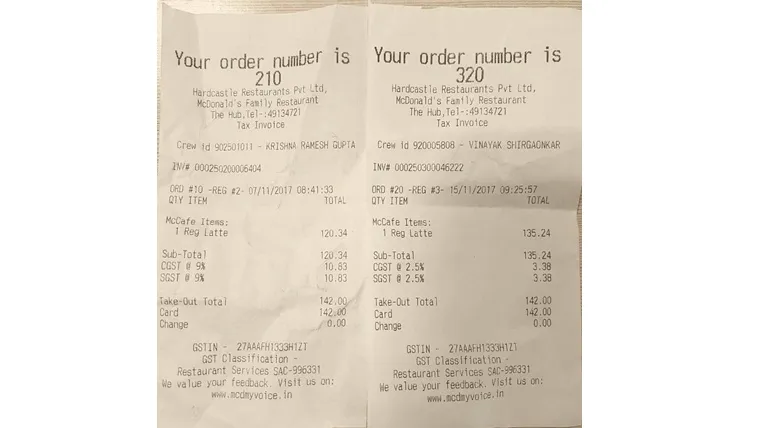 Your order number is
210
Hardcastle Restaurants Pvt Ltd,
McDonald's Family Restaurant
The Hub,Tel-:49134721
Tax Invoice
Crew id 902501011 - KRISHNA RAMESH GUPTA
INV# 000250200006404
ORD #10 -REG #2- 07/11/2017 08:41:33
QTY ITEM TOTAL
McCafe Items:
1 Reg Latte 120.34
Sub-Total 120.34
CGST @ 9% 10.83
SGST @ 9% 10.83
Take-Out Total 142.00
Card 142.00
Change 0.00
GSTIN - 27AAAFH1333H1Z1
GST Classification -
Restaurant Services SAC-996331
We value your feedback. Visit us on:
www.mcdmyvoice.in
Your order number is
320
Hardcastle Restaurants Pvt Ltd,
McDonald's Family Restaurant
The Hub,Tel-:49134721
Tax Invoice
Crew id 920005808 - VINAYAK SHIRGAONKAR
INV# 000250300046222
ORD #20 -REG #3- 15/11/2017 09:25:57
QTY ITEM TOTAL
McCafe Items:
1 Reg Latte 135.24
Sub-Total 135.24
CGST @ 2.5% 3.38
SGST @ 2.5% 3.38
Take-Out Total 142.00
Card 142.00
Change 0.00
GSTIN - 27AAAFH1333H1Z1
GST Classification -
Restaurant Services SAC-996331
We value your feedback. Visit us on:
www.mcdmyvoice.in